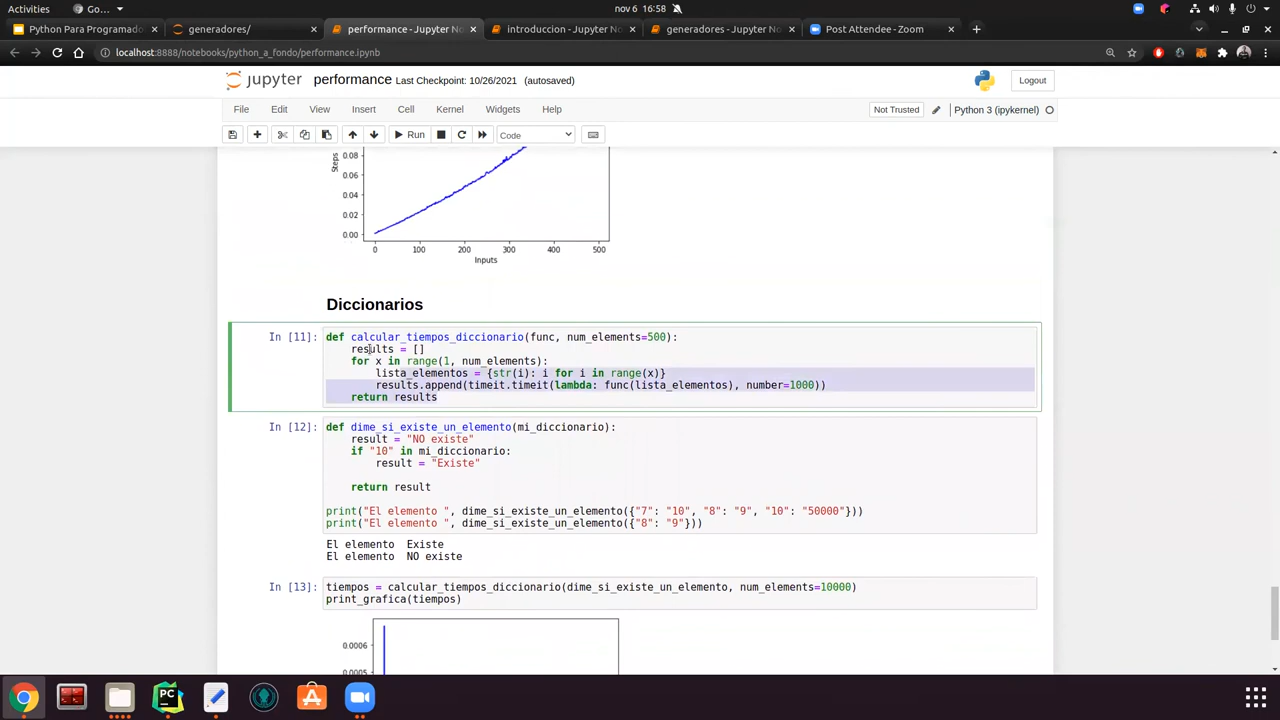 Activities
Go...
nov 6 16:58
Python Para Programado
generadores/
performance - Jupyter N
introduccion - Jupyter No
generadores - Jupyter No
Post Attendee - Zoom
localhost:8888/notebooks/python_a_fondo/performance.ipynb
jupyter performance Last Checkpoint: 10/26/2021 (autosaved)
Logout
File Edit View Insert Cell Kernel Widgets Help
Not Trusted
Python 3 (ipykernel)
Run
Code
0.08
0.06
0.04
0.02
0.00
Steps
0 100 200 300 400 500
Inputs
Diccionarios
In [11]: def calcular_tiempos_diccionario(func, num_elements=500):
results = []
for x in range(1, num_elements):
lista_elementos = {str(i): i for i in range(x)}
results.append(timeit.timeit(lambda: func(lista_elementos), number=1000))
return results
In [12]: def dime_si_existe_un_elemento(mi_diccionario):
result = "NO existe"
if "10" in mi_diccionario:
result = "Existe"
return result
print("El elemento ", dime_si_existe_un_elemento({"7": "10", "8": "9", "10": "50000"}))
print("El elemento ", dime_si_existe_un_elemento({"8": "9"}))
El elemento  Existe
El elemento  NO existe
In [13]: tiempos = calcular_tiempos_diccionario(dime_si_existe_un_elemento, num_elements=10000)
print_grafica(tiempos)
0.0006
0.0005